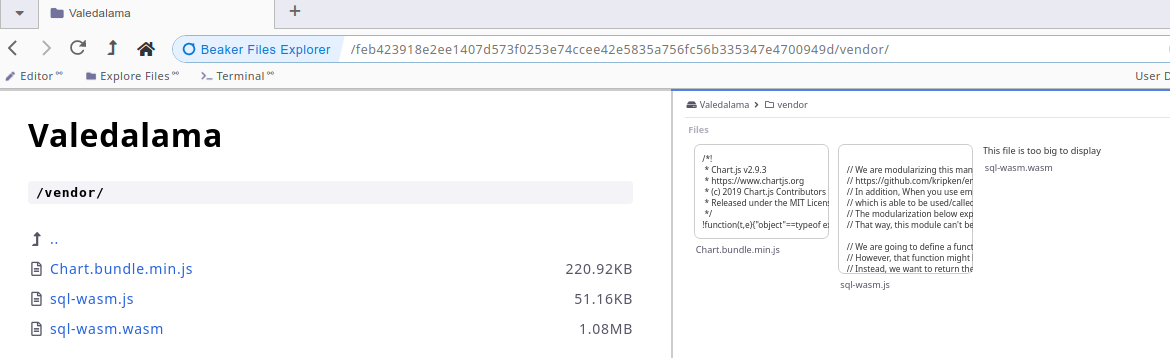 Valedalama
+
Beaker Files Explorer
/feb423918e2ee1407d573f0253e74ccee42e5835a756fc56b335347e4700949d/vendor/
Editor
Explore Files
>_ Terminal
User D
Valedalama
/vendor/
..
Chart.bundle.min.js 220.92KB
sql-wasm.js 51.16KB
sql-wasm.wasm 1.08MB
Valedalama > vendor
Files
/*!
* Chart.js v2.9.3
* https://www.chartjs.org
* (c) 2019 Chart.js Contributors
* Released under the MIT Licens
*/
!function(t,e){"object"==typeof e
Chart.bundle.min.js
// We are modularizing this man
// https://github.com/kripken/em
// In addition, When you use em
// which is able to be used/called
// The modularization below exp
// That way, this module can't be
// We are going to define a funct
// However, that function might
// Instead, we want to return the
sql-wasm.js
This file is too big to display
sql-wasm.wasm